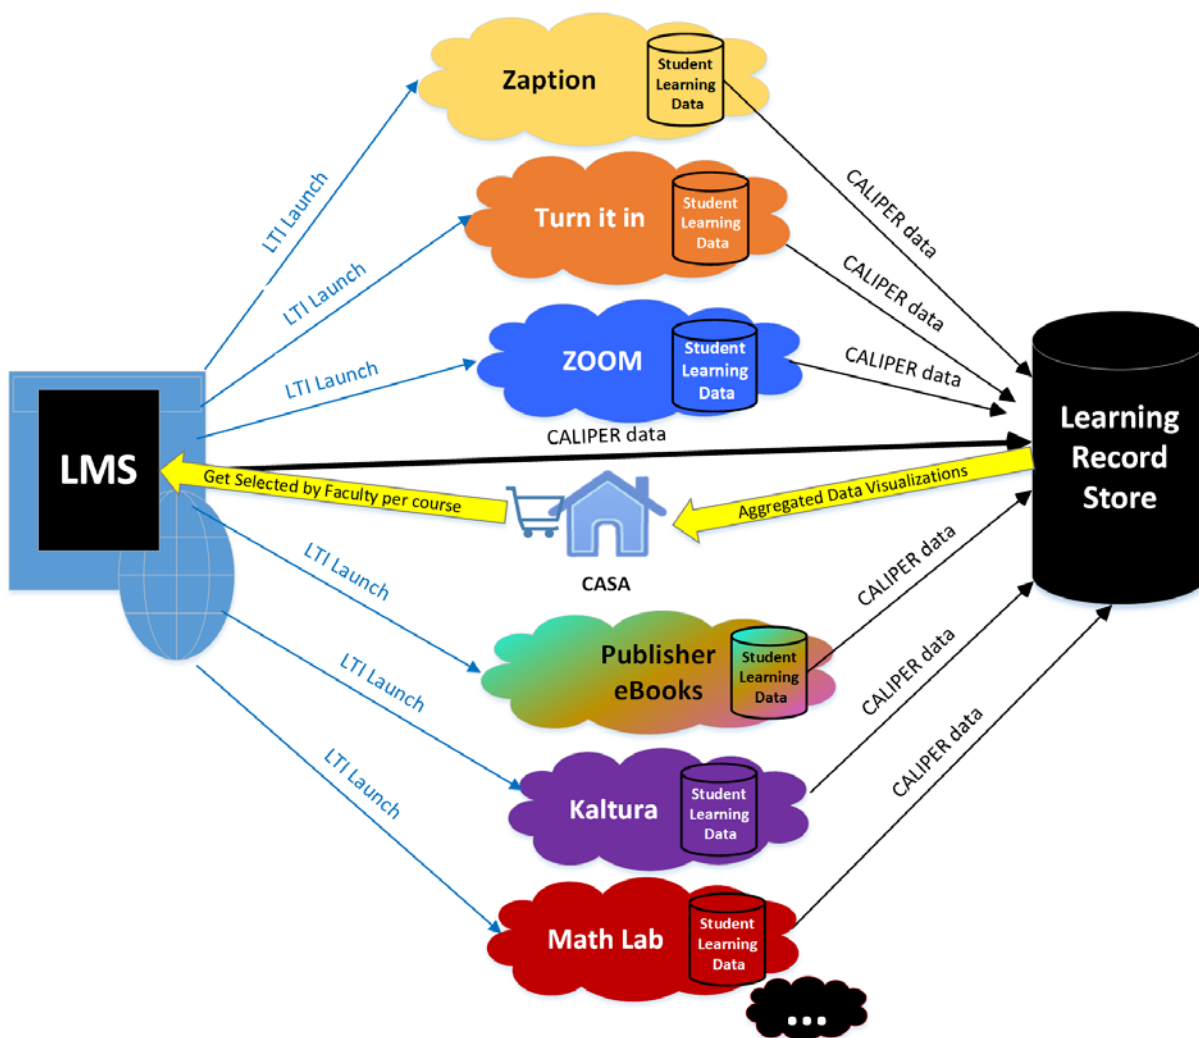 Zaption
Student
Learning
Data
LTI Launch
CALIPER data
Turn it in
Student
Learning
Data
LTI Launch
CALIPER data
ZOOM
Student
Learning
Data
LTI Launch
CALIPER data
LMS
CALIPER data
Get Selected by Faculty per course
Aggregated Data Visualizations
CASA
Learning
Record
Store
LTI Launch
Publisher
eBooks
Student
Learning
Data
CALIPER data
LTI Launch
Kaltura
Student
Learning
Data
CALIPER data
LTI Launch
Math Lab
Student
Learning
Data
CALIPER data
...